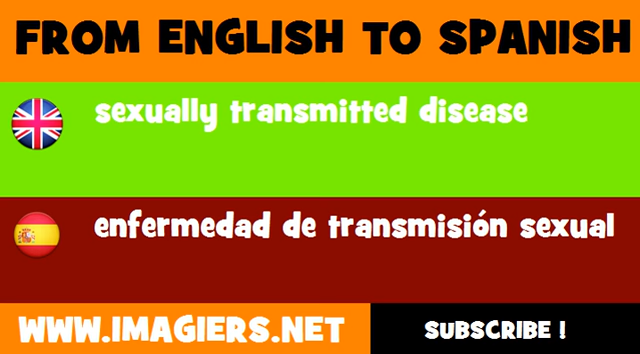 FROM ENGLISH TO SPANISH
sexually transmitted disease
enfermedad de transmisión sexual
WWW.IMAGIERS.NET
SUBSCRIBE !